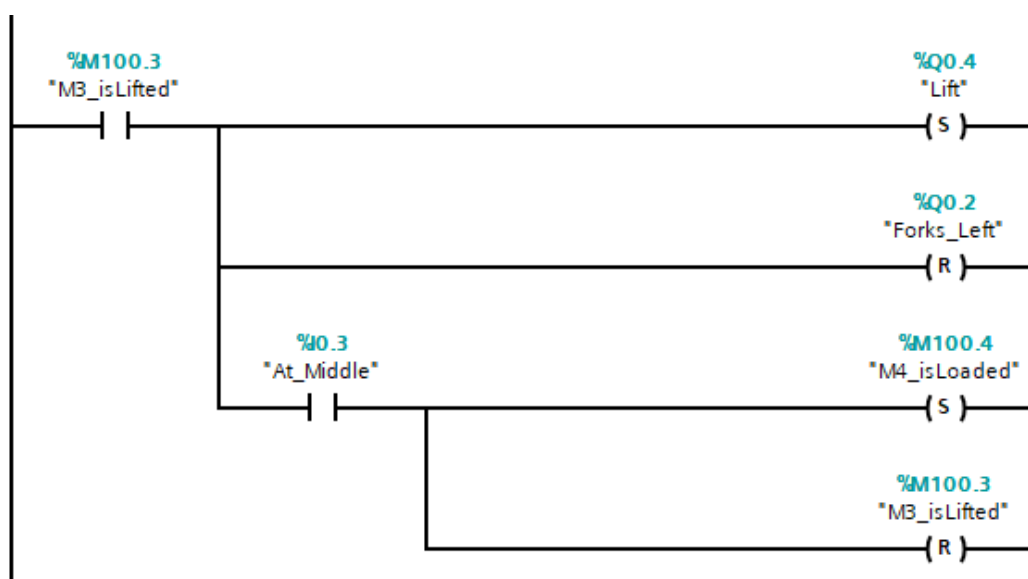 %M100.3
"M3_isLifted"
%Q0.4
"Lift"
S
%Q0.2
"Forks_Left"
R
%I0.3
"At_Middle"
%M100.4
"M4_isLoaded"
S
%M100.3
"M3_isLifted"
R